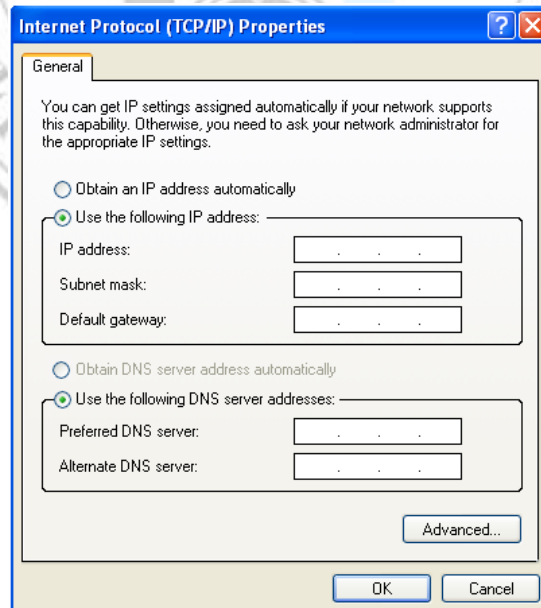 Internet Protocol (TCP/IP) Properties
General
You can get IP settings assigned automatically if your network supports
this capability. Otherwise, you need to ask your network administrator for
the appropriate IP settings.
Obtain an IP address automatically
Use the following IP address:
IP address:
Subnet mask:
Default gateway:
Obtain DNS server address automatically
Use the following DNS server addresses:
Preferred DNS server:
Alternate DNS server:
Advanced...
OK Cancel